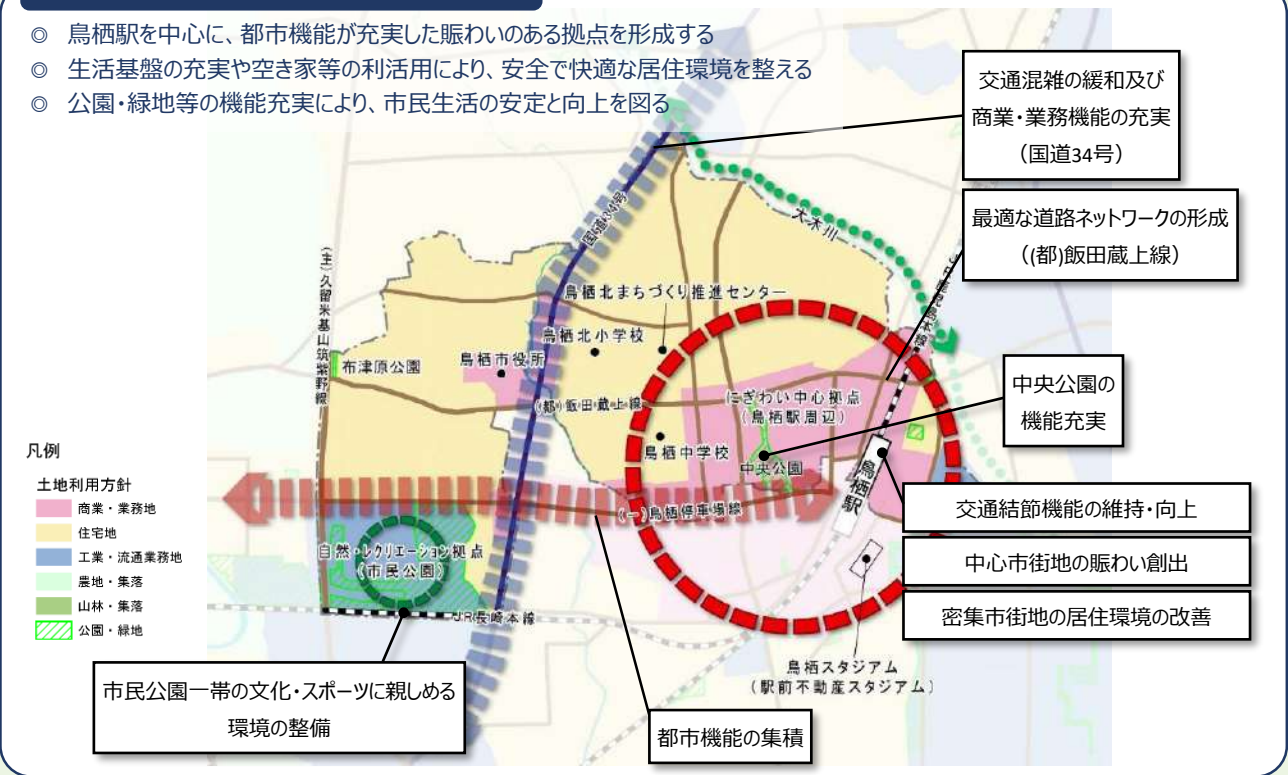 ◎ 鳥栖駅を中心に、都市機能が充実した賑わいのある拠点を形成する
◎ 生活基盤の充実や空き家等の利活用により、安全で快適な居住環境を整える
◎ 公園・緑地等の機能充実により、市民生活の安定と向上を図る
交通混雑の緩和及び
商業・業務機能の充実
（国道34号）
最適な道路ネットワークの形成
（(都)飯田蔵上線）
中央公園の
機能充実
交通結節機能の維持・向上
中心市街地の賑わい創出
密集市街地の居住環境の改善
国道34号
大木川
(主)久留米基山筑紫野線
鳥栖北まちづくり推進センター
鳥栖北小学校
鳥栖市役所
布津原公園
(都)飯田蔵上線
にぎわい中心拠点
(鳥栖駅周辺)
鳥栖中学校
中央公園
鳥栖駅
(一)鳥栖停車場線
自然・レクリエーション拠点
(市民公園)
JR長崎本線
鳥栖スタジアム
(駅前不動産スタジアム)
凡例
土地利用方針
商業・業務地
住宅地
工業・流通業務地
農地・集落
山林・集落
公園・緑地
市民公園一帯の文化・スポーツに親しめる
環境の整備
都市機能の集積